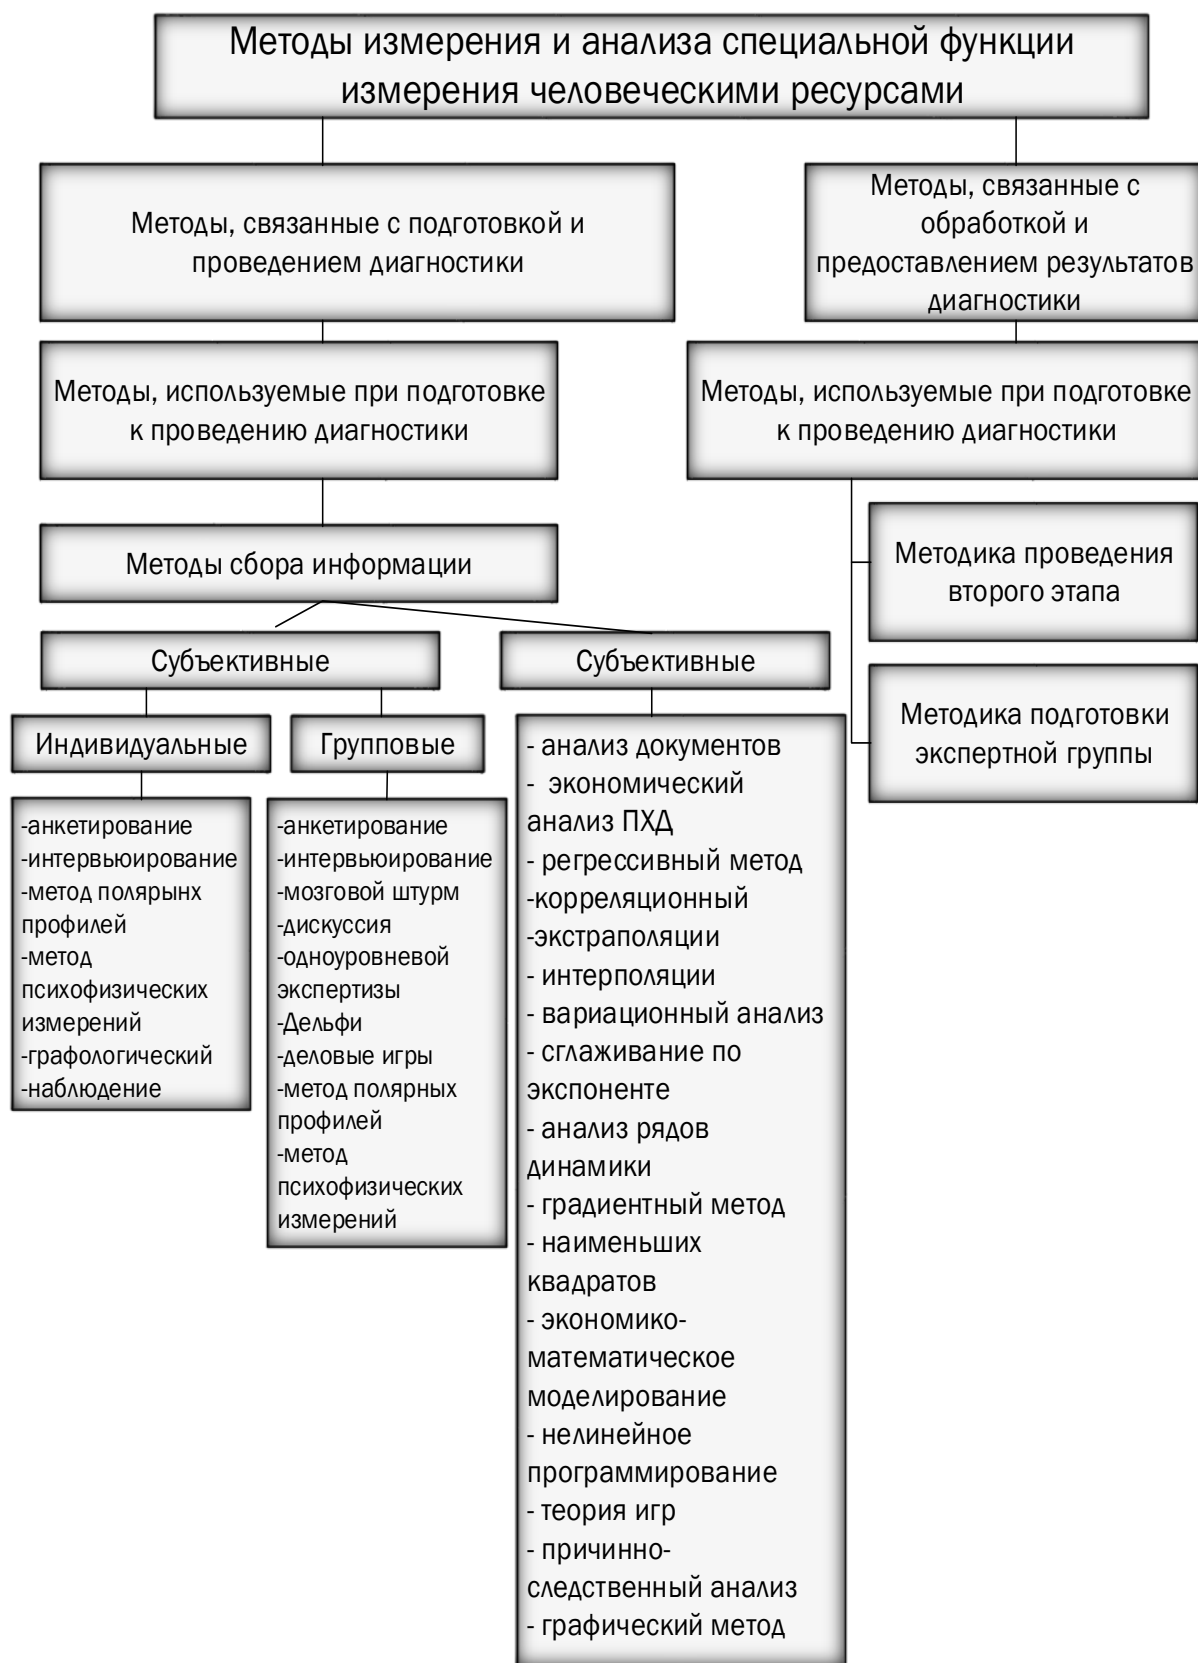 Методы измерения и анализа специальной функции
измерения человеческими ресурсами
Методы, связанные с подготовкой и
проведением диагностики
Методы, связанные с
обработкой и
предоставлением результатов
диагностики
Методы, используемые при подготовке
к проведению диагностики
Методы, используемые при подготовке
к проведению диагностики
Методы сбора информации
Методика проведения
второго этапа
Методика подготовки
экспертной группы
Субъективные
Субъективные
Индивидуальные
Групповые
-анкетирование
-интервьюирование
-метод полярынх
профилей
-метод
психофизических
измерений
-графологический
-наблюдение
-анкетирование
-интервьюирование
-мозговой штурм
-дискуссия
-одноуровневой
экспертизы
-Дельфи
-деловые игры
-метод полярных
профилей
-метод
психофизических
измерений
- анализ документов
- экономический
анализ ПХД
- регрессивный метод
-корреляционный
-экстраполяции
- интерполяции
- вариационный анализ
- сглаживание по
экспоненте
- анализ рядов
динамики
- градиентный метод
- наименьших
квадратов
- экономико-
математическое
моделирование
- нелинейное
программирование
- теория игр
- причинно-
следственный анализ
- графический метод